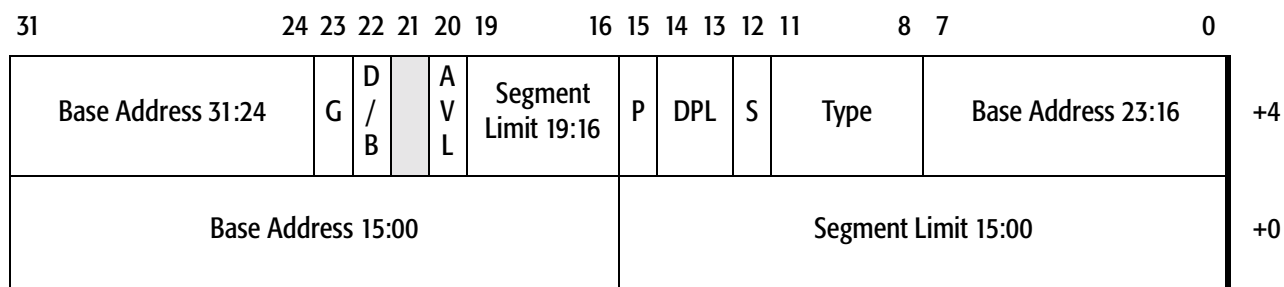 31 24 23 22 21 20 19 16 15 14 13 12 11 8 7 0
Base Address 31:24 G D/B AVL Segment Limit 19:16 P DPL S Type Base Address 23:16 +4
Base Address 15:00 Segment Limit 15:00 +0